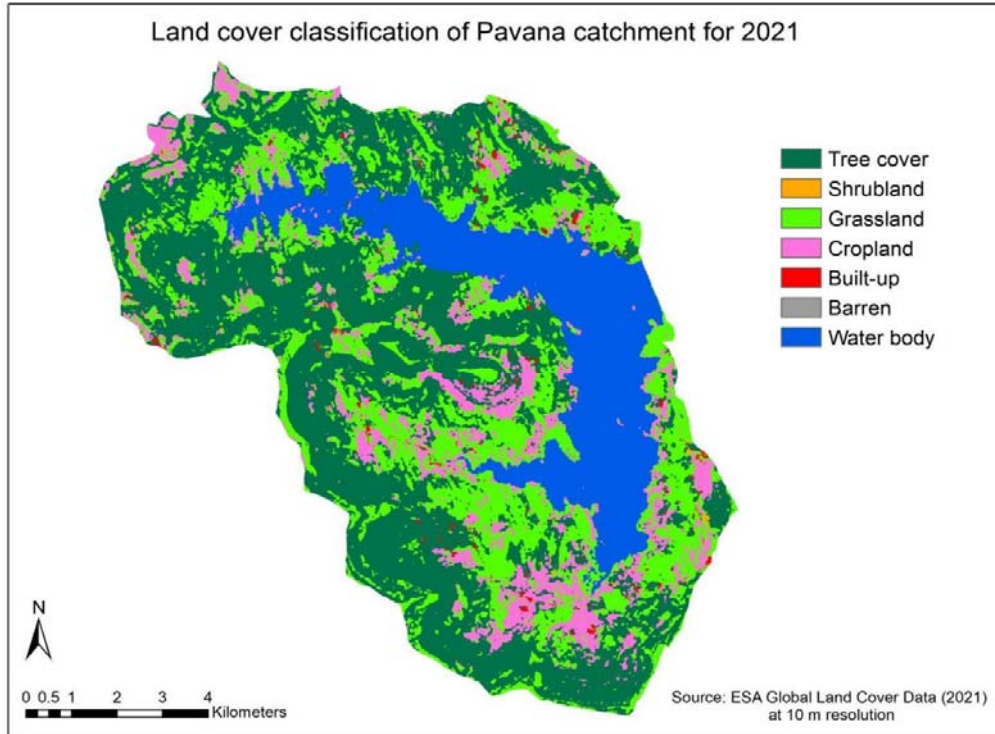 Land cover classification of Pavana catchment for 2021
Tree cover
Shrubland
Grassland
Cropland
Built-up
Barren
Water body
N
0 0.5 1 2 3 4
Kilometers
Source: ESA Global Land Cover Data (2021)
at 10 m resolution